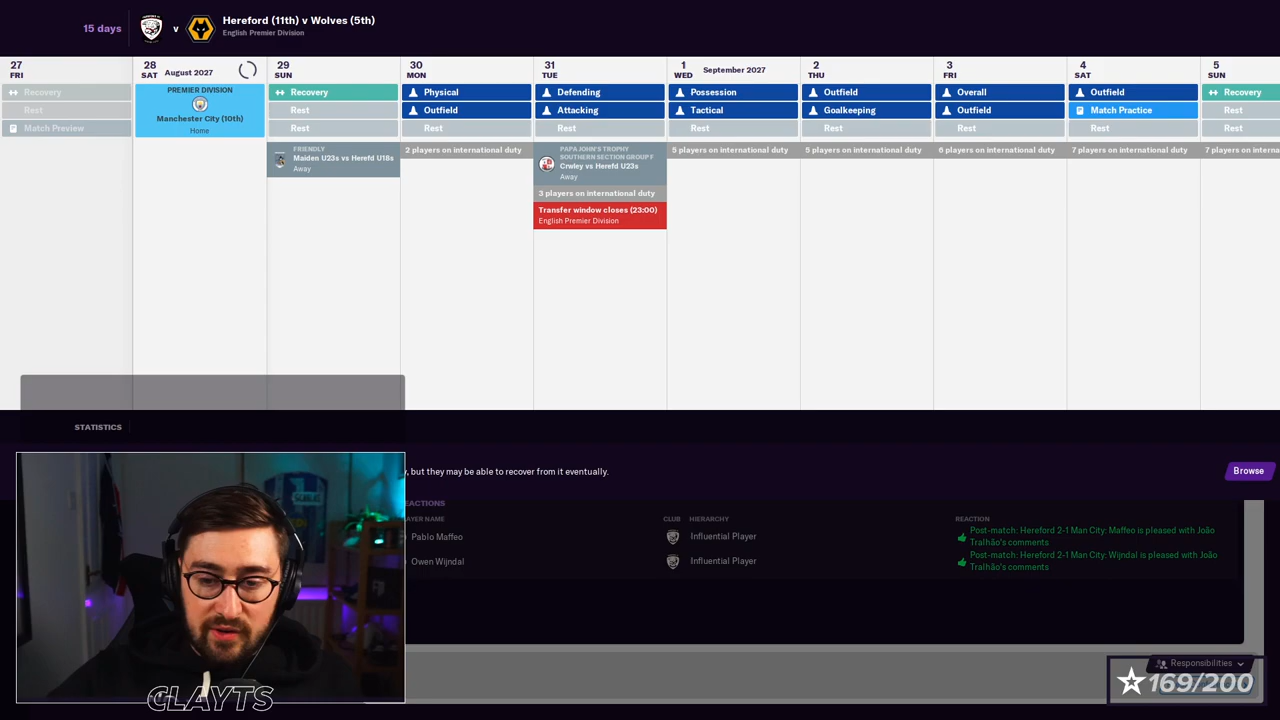 15 days
v
Hereford (11th) v Wolves (5th)
English Premier Division
27
FRI
28
SAT
August 2027
29
SUN
30
MON
31
TUE
1
WED
September 2027
2
THU
3
FRI
4
SAT
5
SUN
Recovery
Rest
Match Preview
PREMIER DIVISION
Manchester City (10th)
Home
Recovery
Rest
Rest
FRIENDLY
Maiden U23s vs Herefd U18s
Away
Physical
Outfield
Rest
2 players on international duty
Defending
Attacking
Rest
PAPA JOHN'S TROPHY
SOUTHERN SECTION GROUP F
Crwley vs Herefd U23s
Away
3 players on international duty
Transfer window closes (23:00)
English Premier Division
Possession
Tactical
Rest
5 players on international duty
Outfield
Goalkeeping
Rest
5 players on international duty
Overall
Outfield
Rest
6 players on international duty
Outfield
Match Practice
Rest
7 players on international duty
Recovery
Rest
Rest
7 players on interna
STATISTICS
, but they may be able to recover from it eventually.
Browse
EACTIONS
AYER NAME
CLUB
HIERARCHY
REACTION
Pablo Maffeo
Influential Player
Post-match: Hereford 2-1 Man City: Maffeo is pleased with João
Tralhão's comments
Owen Wijndal
Influential Player
Post-match: Hereford 2-1 Man City: Wijndal is pleased with João
Tralhão's comments
CLAYTS
Responsibilities
169/200